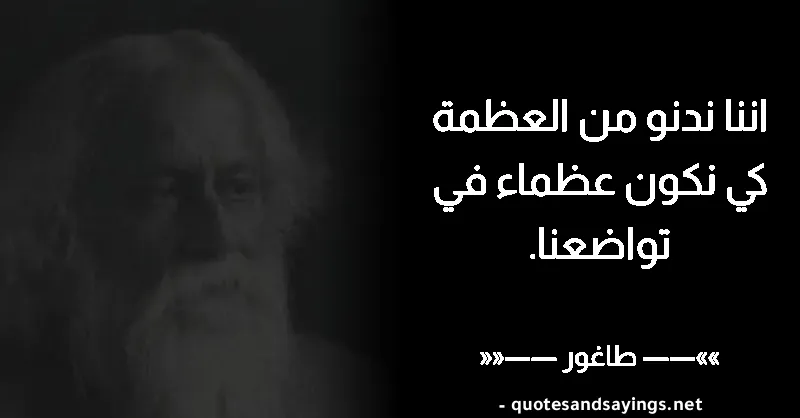 اننا ندنو من العظمة
كي نكون عظماء في
تواضعنا.
»»—— طاغور ——««
- quotesandsayings.net